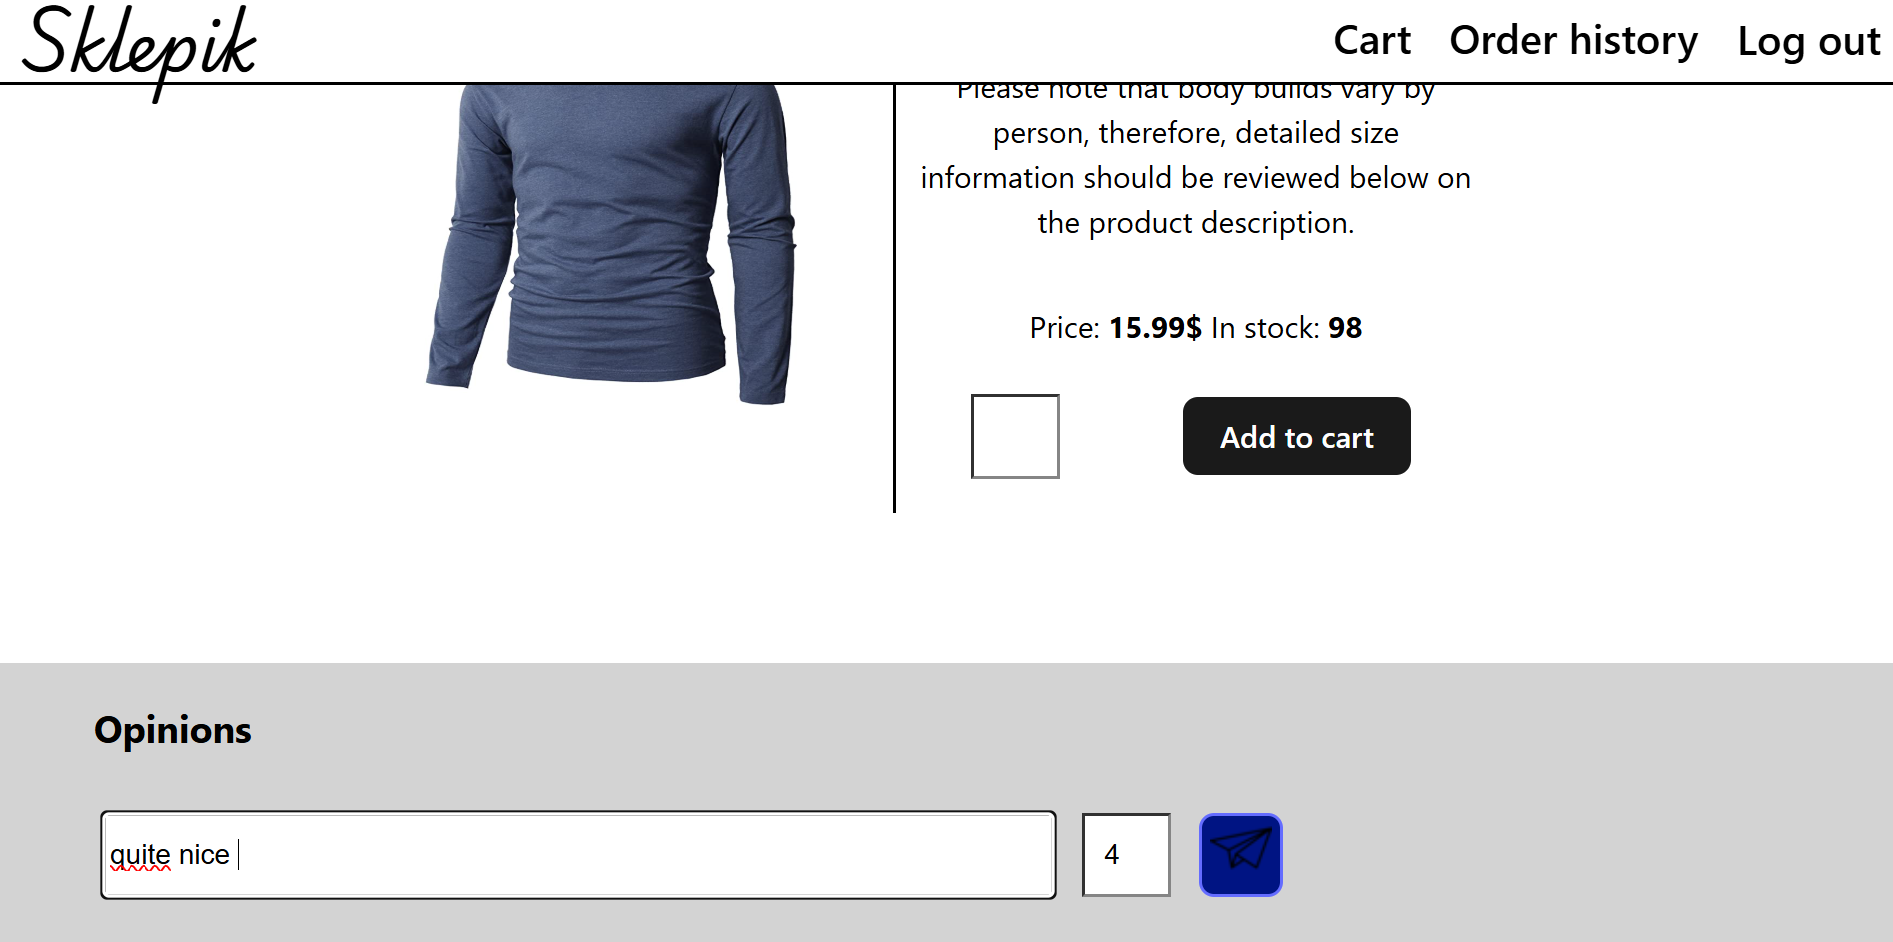 Sklepik
Cart Order history Log out
Please note that body builds vary by
person, therefore, detailed size
information should be reviewed below on
the product description.
Price: 15.99$ In stock: 98
Add to cart
Opinions
quite nice
4